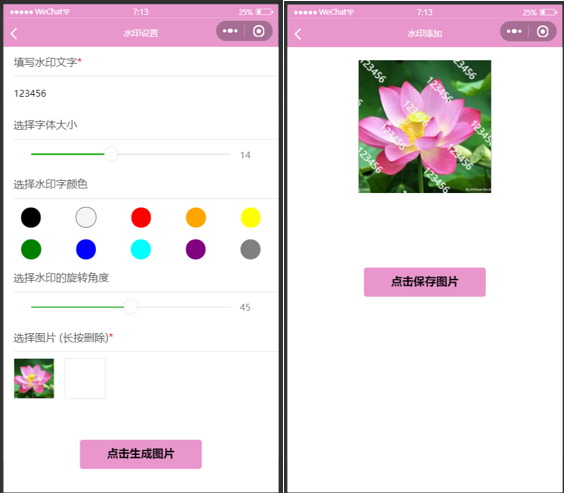 WeChat
7:13
25%
水印设置
填写水印文字*
123456
选择字体大小
14
选择水印字颜色
选择水印的旋转角度
45
选择图片 (长按删除)*
点击生成图片
WeChat
7:13
25%
水印添加
123456
123456
123456
123456
123456
123456
123456
点击保存图片